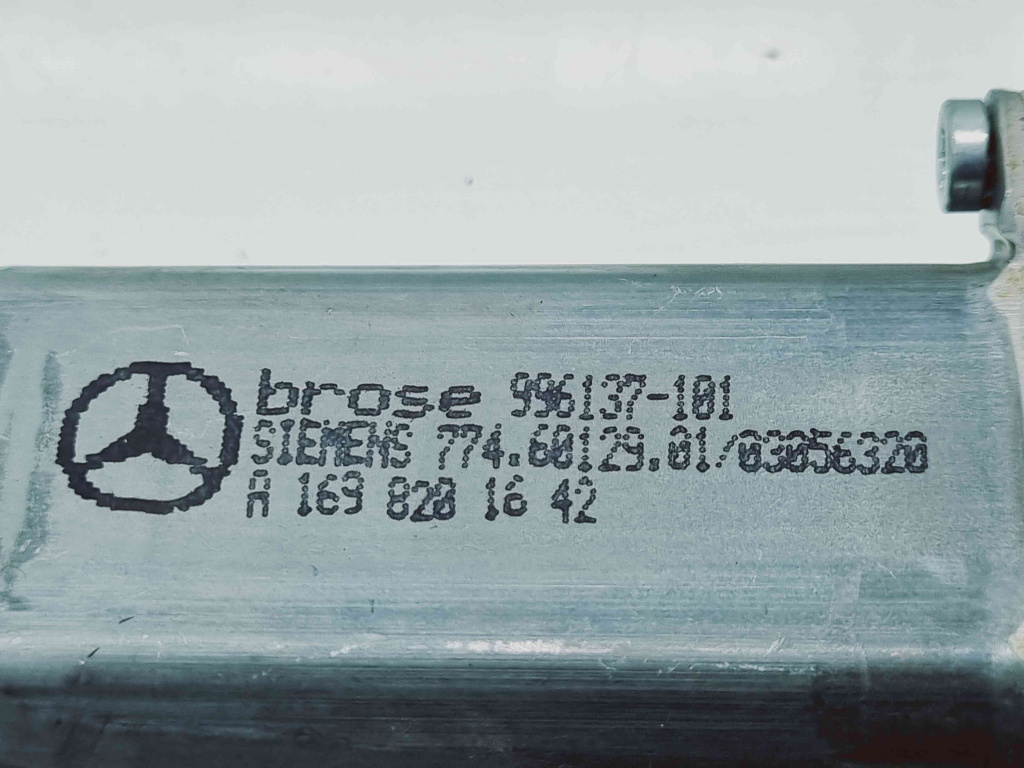 brose 996137-101
SIEMENS 774.60129.01/03056320
A 169 820 16 42